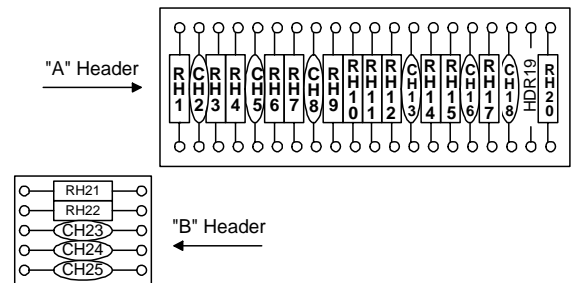 "A" Header
RH1
CH2
RH3
RH4
CH5
RH6
RH7
CH8
RH9
RH10
RH11
RH12
CH13
RH14
RH15
CH16
RH17
CH18
HDR19
RH20
RH21
RH22
CH23
CH24
CH25
"B" Header